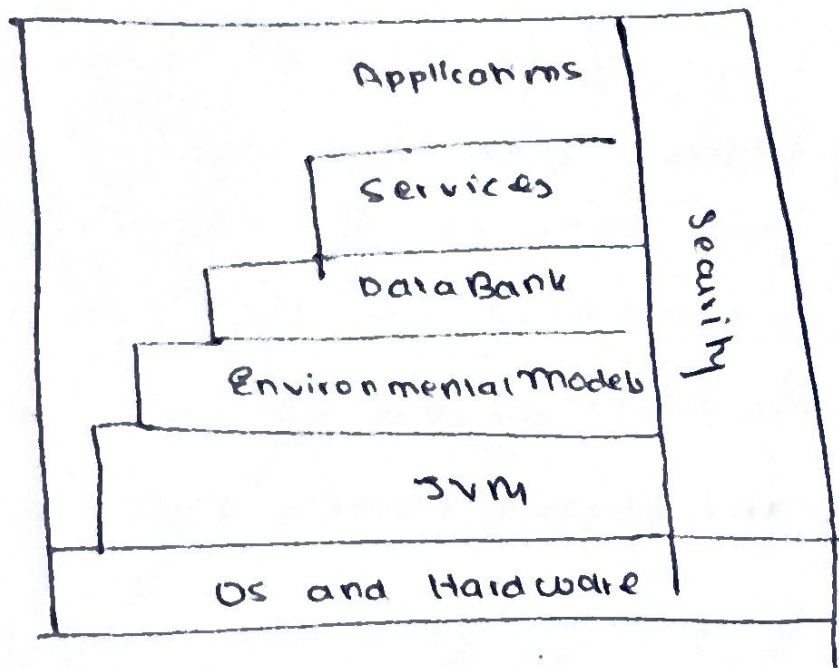 Applications
Services
DataBank
Environmental Models
JVM
OS and Hardware
Security